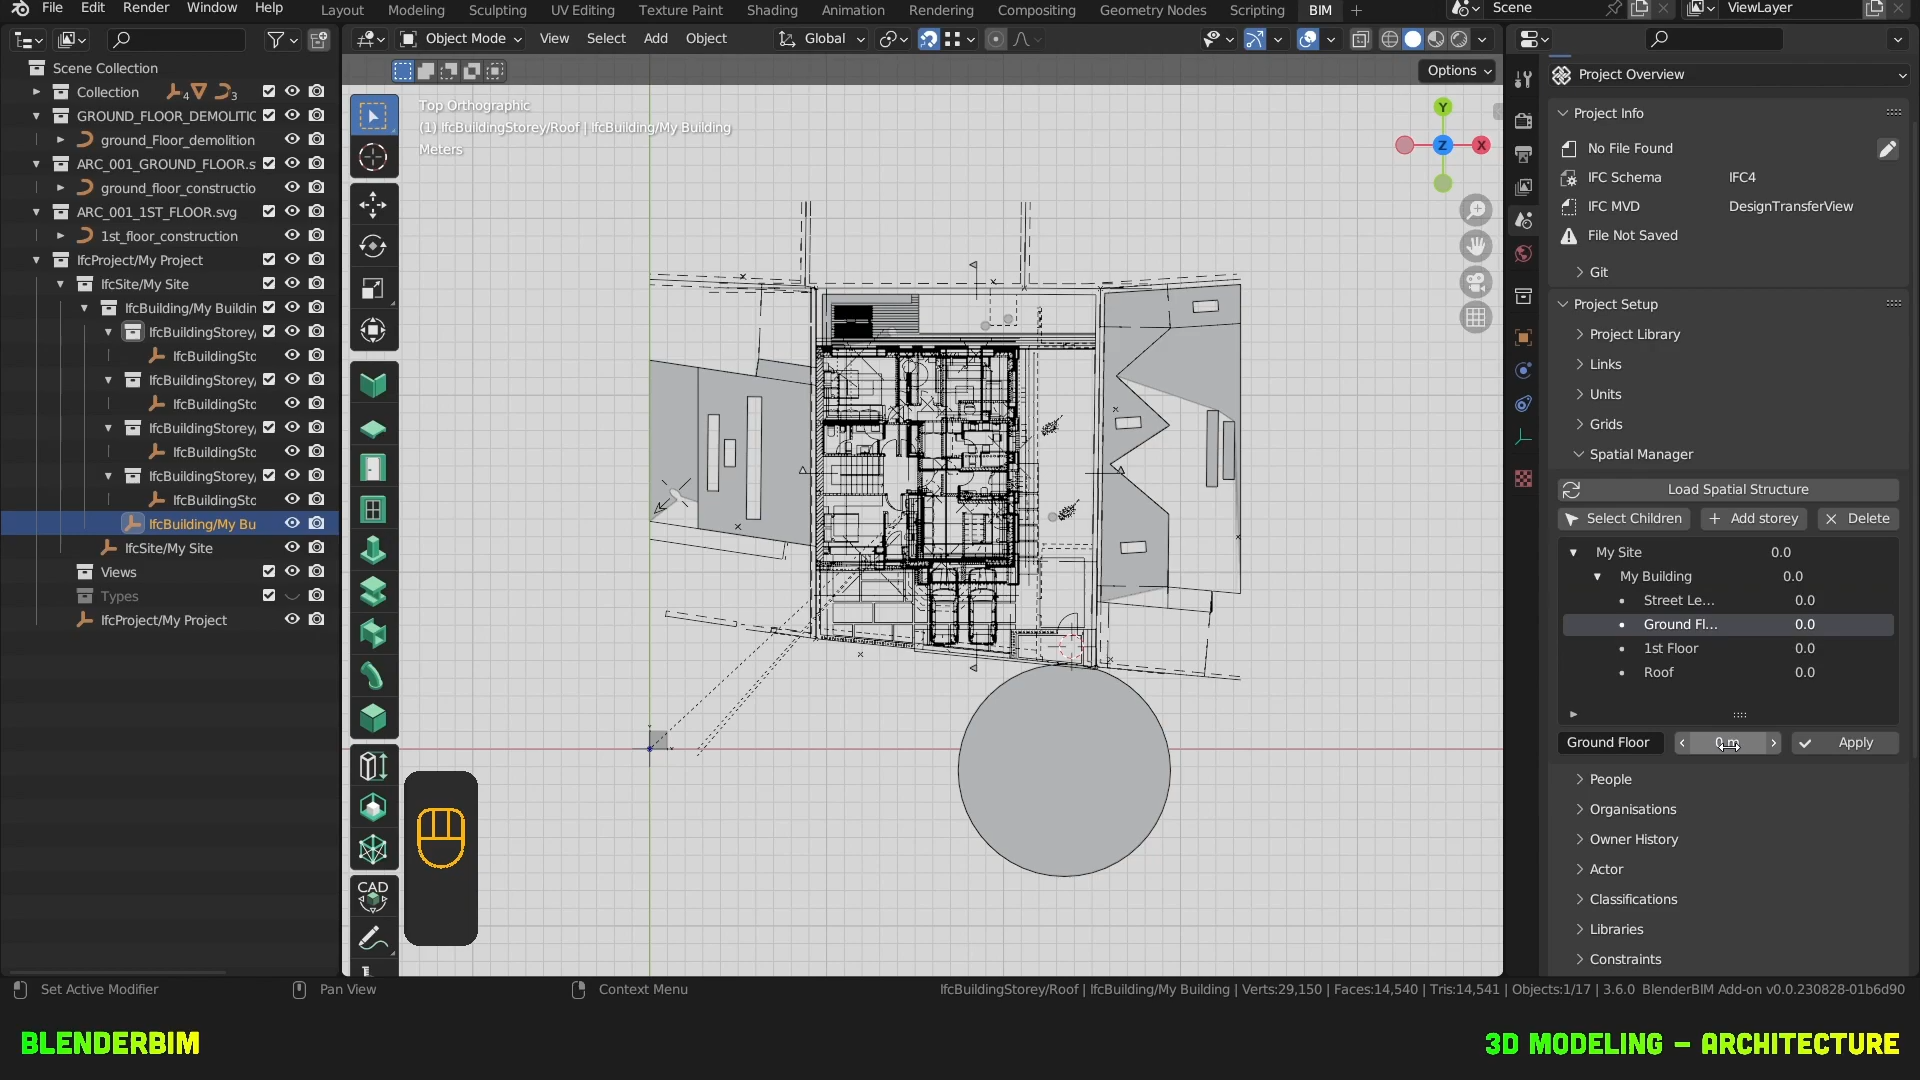 File Edit Render Window Help Layout Modeling Sculpting UV Editing Texture Paint Shading Animation Rendering Compositing Geometry Nodes Scripting BIM Scene ViewLayer
Object Mode View Select Add Object Global
Options
Scene Collection
Collection 4 3
GROUND_FLOOR_DEMOLITIC
ground_Floor_demolition
ARC_001_GROUND_FLOOR.s
ground_floor_constructio
ARC_001_1ST_FLOOR.svg
1st_floor_construction
IfcProject/My Project
IfcSite/My Site
IfcBuilding/My Buildin
IfcBuildingStorey/
IfcBuildingSto
IfcBuildingStorey/
IfcBuildingSto
IfcBuildingStorey/
IfcBuildingSto
IfcBuildingStorey/
IfcBuildingSto
IfcBuilding/My Bu
IfcSite/My Site
Views
Types
IfcProject/My Project
Top Orthographic
(1) IfcBuildingStorey/Roof | IfcBuilding/My Building
Meters
Y
Z X
CAD
Project Overview
Project Info
No File Found
IFC Schema IFC4
IFC MVD DesignTransferView
File Not Saved
Git
Project Setup
Project Library
Links
Units
Grids
Spatial Manager
Load Spatial Structure
Select Children Add storey Delete
My Site 0.0
My Building 0.0
Street Le... 0.0
Ground Fl... 0.0
1st Floor 0.0
Roof 0.0
Ground Floor 0 m Apply
People
Organisations
Owner History
Actor
Classifications
Libraries
Constraints
Set Active Modifier Pan View Context Menu IfcBuildingStorey/Roof | IfcBuilding/My Building | Verts:29,150 | Faces:14,540 | Tris:14,541 | Objects:1/17 | 3.6.0 BlenderBIM Add-on v0.0.230828-01b6d90
BLENDERBIM 3D MODELING - ARCHITECTURE